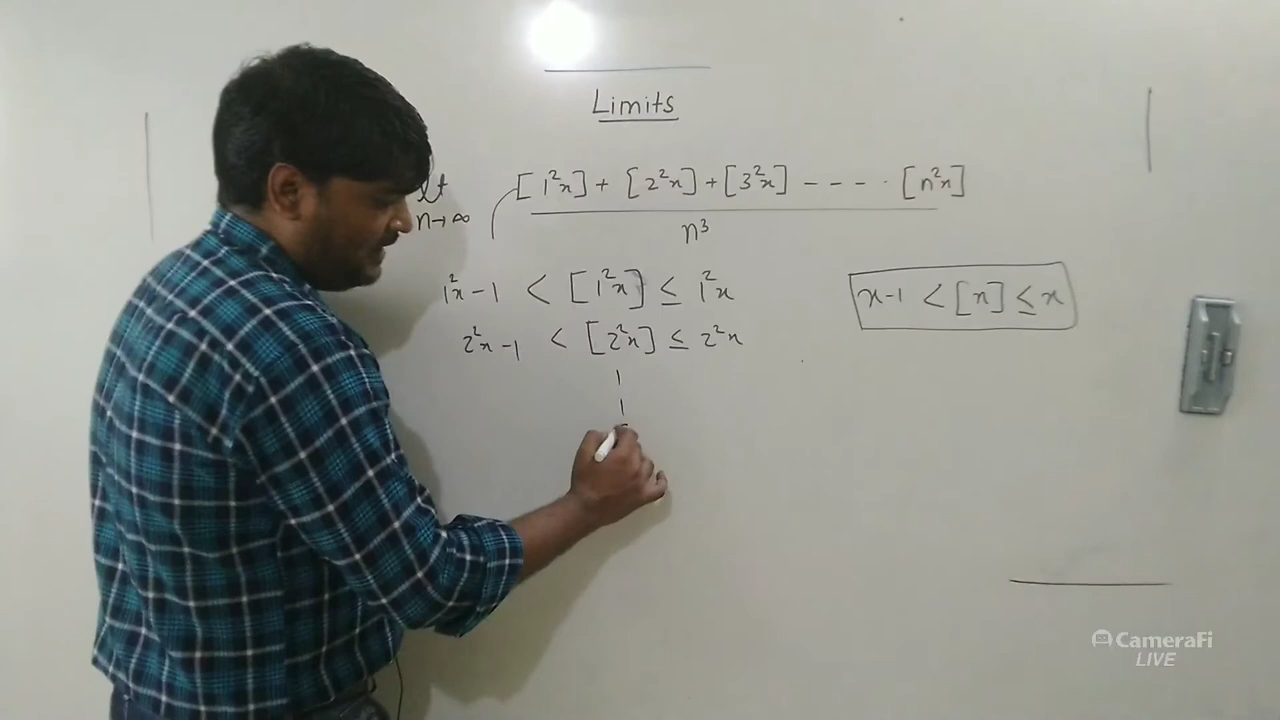 Limits
lt [1²x] + [2²x] + [3²x] - - - - · [n²x]
n→∞ n³
1²x - 1 < [1²x] ≤ 1²x
x-1 < [x] ≤ x
2²x - 1 < [2²x] ≤ 2²x
CameraFi
LIVE